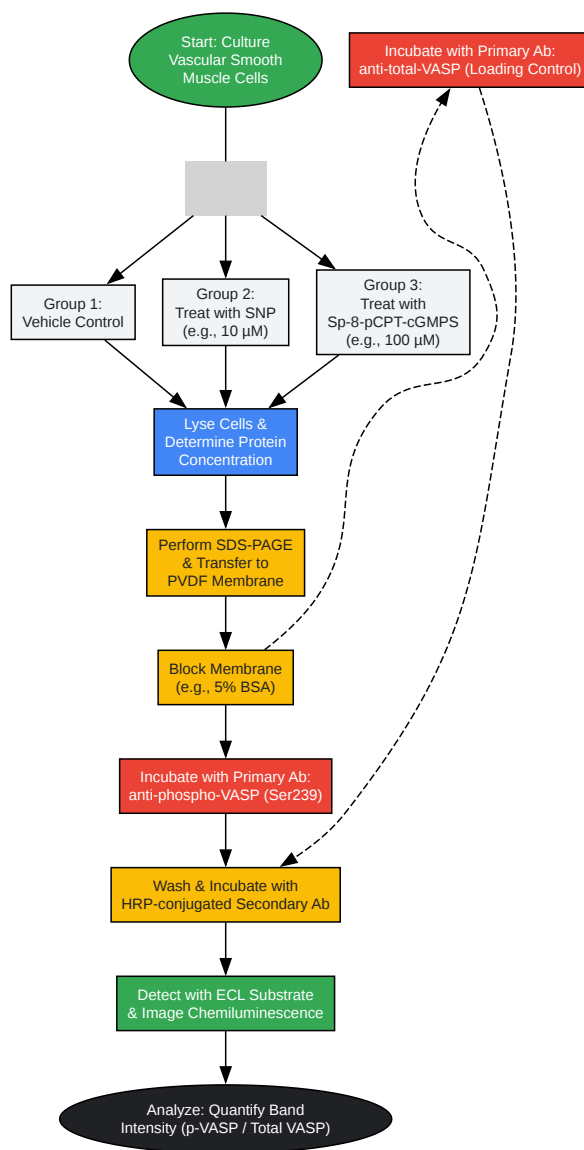 Start: Culture
Vascular Smooth
Muscle Cells
Incubate with Primary Ab:
anti-total-VASP (Loading Control)
Group 1:
Vehicle Control
Group 2:
Treat with SNP
(e.g., 10 µM)
Group 3:
Treat with
Sp-8-pCPT-cGMPS
(e.g., 100 µM)
Lyse Cells &
Determine Protein
Concentration
Perform SDS-PAGE
& Transfer to
PVDF Membrane
Block Membrane
(e.g., 5% BSA)
Incubate with Primary Ab:
anti-phospho-VASP (Ser239)
Wash & Incubate with
HRP-conjugated Secondary Ab
Detect with ECL Substrate
& Image Chemiluminescence
Analyze: Quantify Band
Intensity (p-VASP / Total VASP)